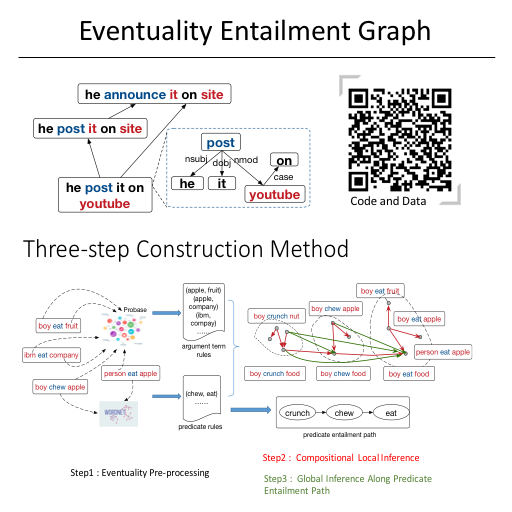 Eventuality Entailment Graph
he announce it on site
he post it on site
he post it on
youtube
post
nsubj
dobj
nmod
on
case
he
it
youtube
Code and Data
Three-step Construction Method
Probase
boy eat fruit
ibm eat company
boy chew apple
person eat apple
WORDNET
(apple, fruit)
(apple,
company)
(ibm,
compay)
......
argument term
rules
(chew, eat)
......
predicate rules
boy eat fruit
boy crunch nut
boy chew apple
boy eat apple
person eat apple
boy crunch food
boy chew food
boy eat food
crunch
chew
eat
predicate entailment path
Step1 : Eventuality Pre-processing
Step2 : Compositional Local Inference
Step3 : Global Inference Along Predicate
Entailment Path